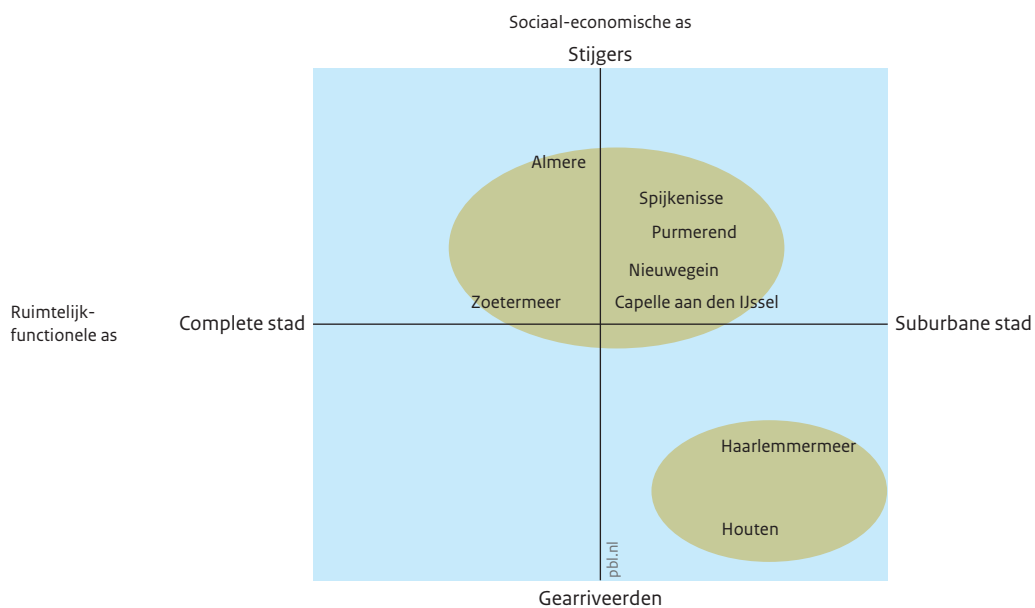 Sociaal-economische as
Stijgers
Almere
Spijkenisse
Purmerend
Nieuwegein
Zoetermeer
Capelle aan den IJssel
Ruimtelijk-
functionele as
Complete stad
Suburbane stad
Haarlemmermeer
Houten
pbl.nl
Gearriveerden